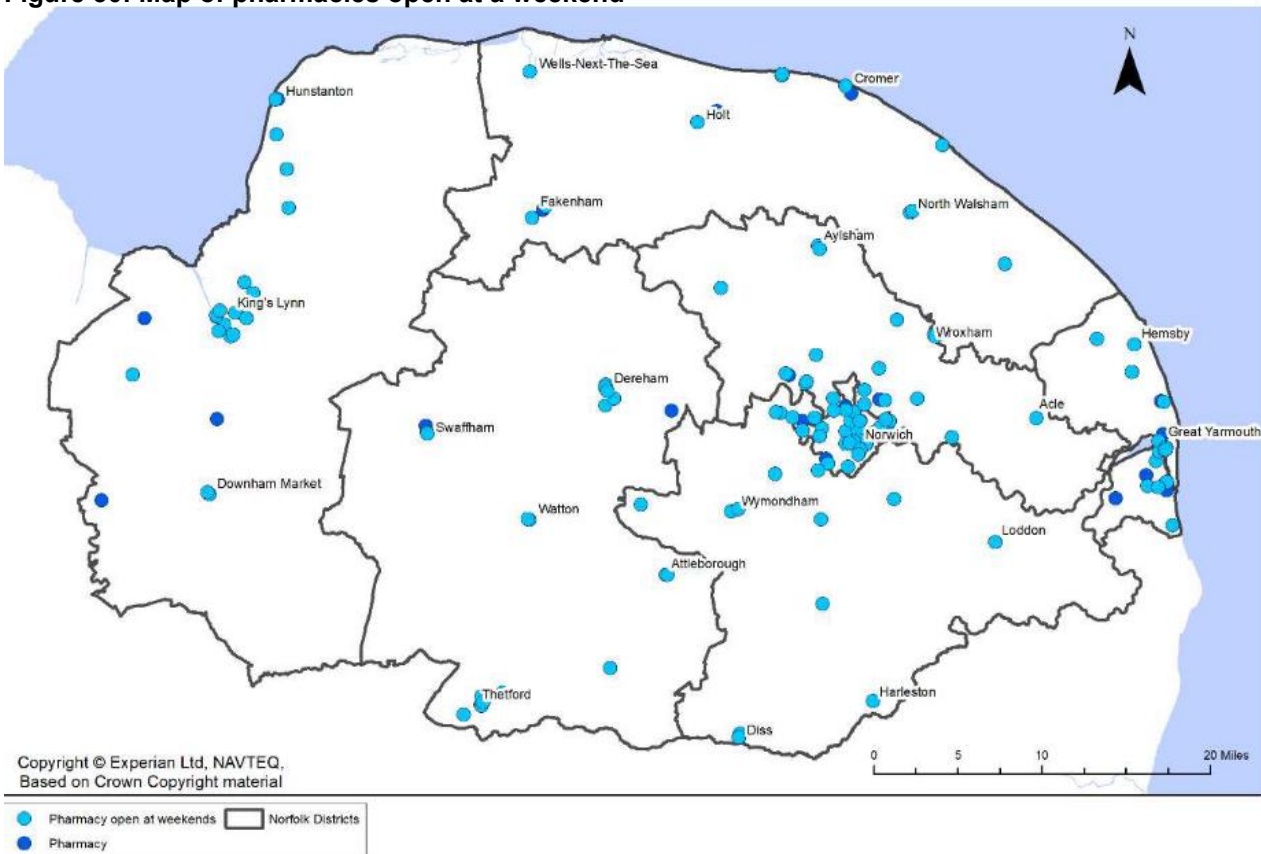 Figure 30: Map of pharmacies open at a weekend
N
Wells-Next-The-Sea
Cromer
Hunstanton
Holt
Fakenham
North Walsham
Aylsham
King's Lynn
Wroxham
Hemsby
Dereham
Acle
Swaffham
Norwich
Great Yarmouth
Downham Market
Watton
Wymondham
Loddon
Attleborough
Thetford
Harleston
Diss
0 5 10 20 Miles
Copyright © Experian Ltd, NAVTEQ,
Based on Crown Copyright material
Pharmacy open at weekends Norfolk Districts
Pharmacy